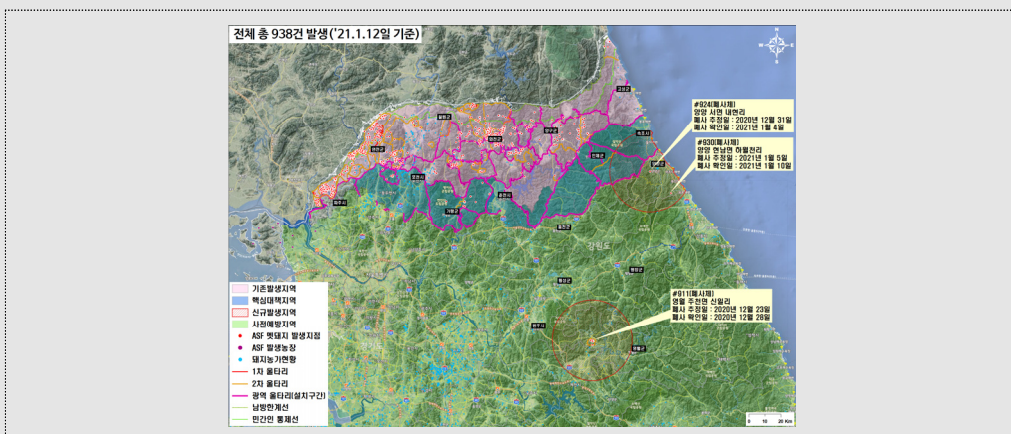 전체 총 938건 발생('21.1.12일 기준)
고성군
#924(폐사체)
양양 서면 내현리
폐사 추정일 : 2020년 12월 31일
폐사 확인일 : 2021년 1월 4일
#930(폐사체)
양양 현남면 하월천리
폐사 추정일 : 2021년 1월 5일
폐사 확인일 : 2021년 1월 10일
철원군
화천군
양구군
속초시
연천군
인제군
양양군
포천시
춘천시
파주시
가평군
홍천군
강원도
횡성군
평창군
#911(폐사체)
영월 주천면 신일리
폐사 추정일 : 2020년 12월 23일
폐사 확인일 : 2020년 12월 28일
원주시
영월군
기존발생지역
핵심대책지역
신규발생지역
사전예방지역
ASF 멧돼지 발생지점
ASF 발생농장
돼지농가현황
1차 울타리
2차 울타리
광역 울타리(설치구간)
남방한계선
민간인 통제선
0 10 20 Km